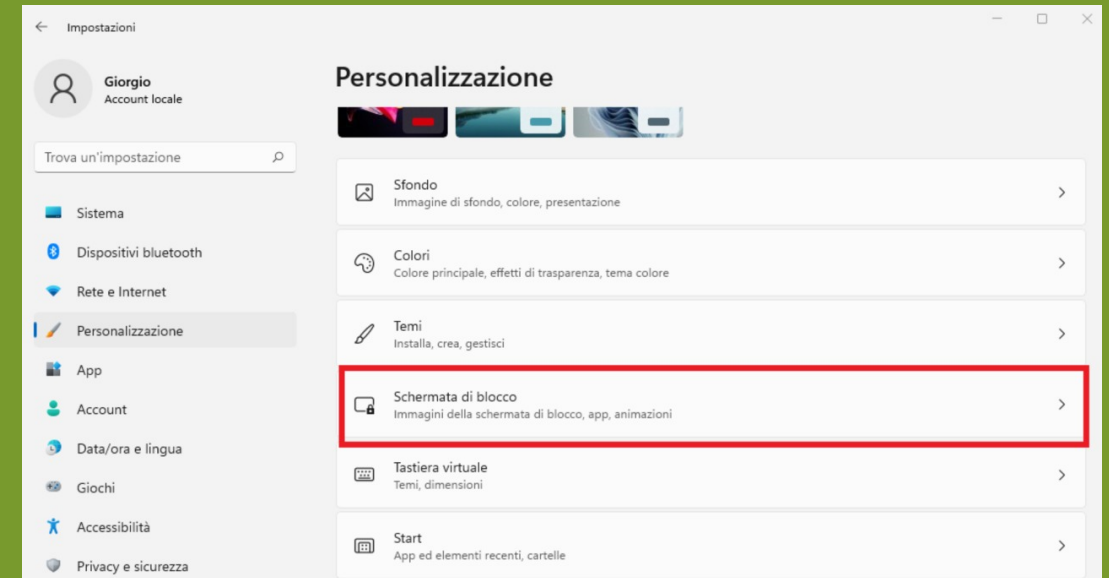 Impostazioni
Giorgio
Account locale
Trova un'impostazione
Sistema
Dispositivi bluetooth
Rete e Internet
Personalizzazione
App
Account
Data/ora e lingua
Giochi
Accessibilità
Privacy e sicurezza
Personalizzazione
Sfondo
Immagine di sfondo, colore, presentazione
Colori
Colore principale, effetti di trasparenza, tema colore
Temi
Installa, crea, gestisci
Schermata di blocco
Immagini della schermata di blocco, app, animazioni
Tastiera virtuale
Temi, dimensioni
Start
App ed elementi recenti, cartelle